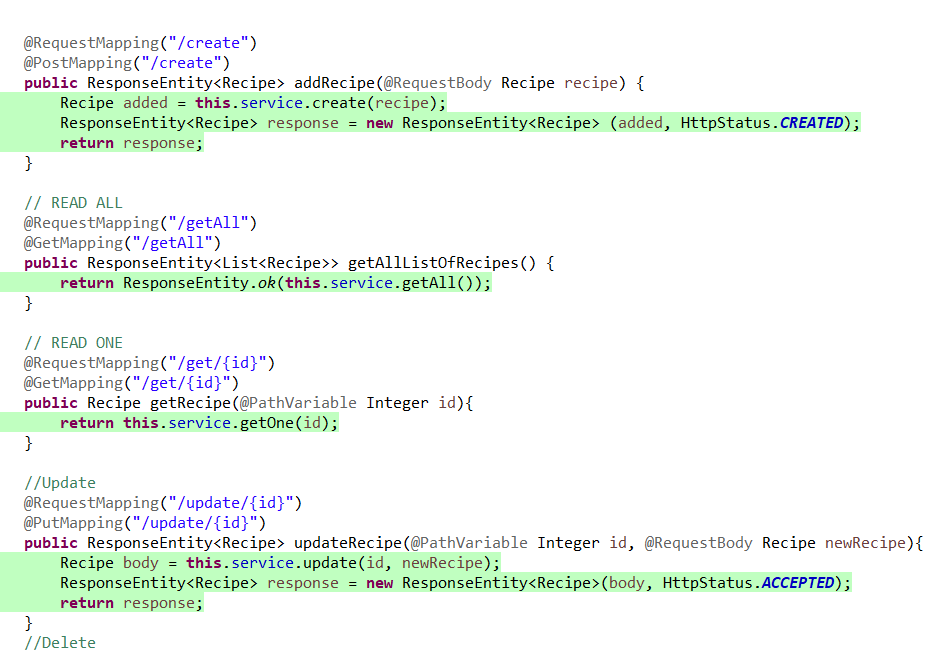 @RequestMapping("/create")
@PostMapping("/create")
public ResponseEntity<Recipe> addRecipe(@RequestBody Recipe recipe) {
    Recipe added = this.service.create(recipe);
    ResponseEntity<Recipe> response = new ResponseEntity<Recipe> (added, HttpStatus.CREATED);
    return response;
}

// READ ALL
@RequestMapping("/getAll")
@GetMapping("/getAll")
public ResponseEntity<List<Recipe>> getAllListOfRecipes() {
    return ResponseEntity.ok(this.service.getAll());
}

// READ ONE
@RequestMapping("/get/{id}")
@GetMapping("/get/{id}")
public Recipe getRecipe(@PathVariable Integer id){
    return this.service.getOne(id);
}

//Update
@RequestMapping("/update/{id}")
@PutMapping("/update/{id}")
public ResponseEntity<Recipe> updateRecipe(@PathVariable Integer id, @RequestBody Recipe newRecipe){
    Recipe body = this.service.update(id, newRecipe);
    ResponseEntity<Recipe> response = new ResponseEntity<Recipe>(body, HttpStatus.ACCEPTED);
    return response;
}
//Delete